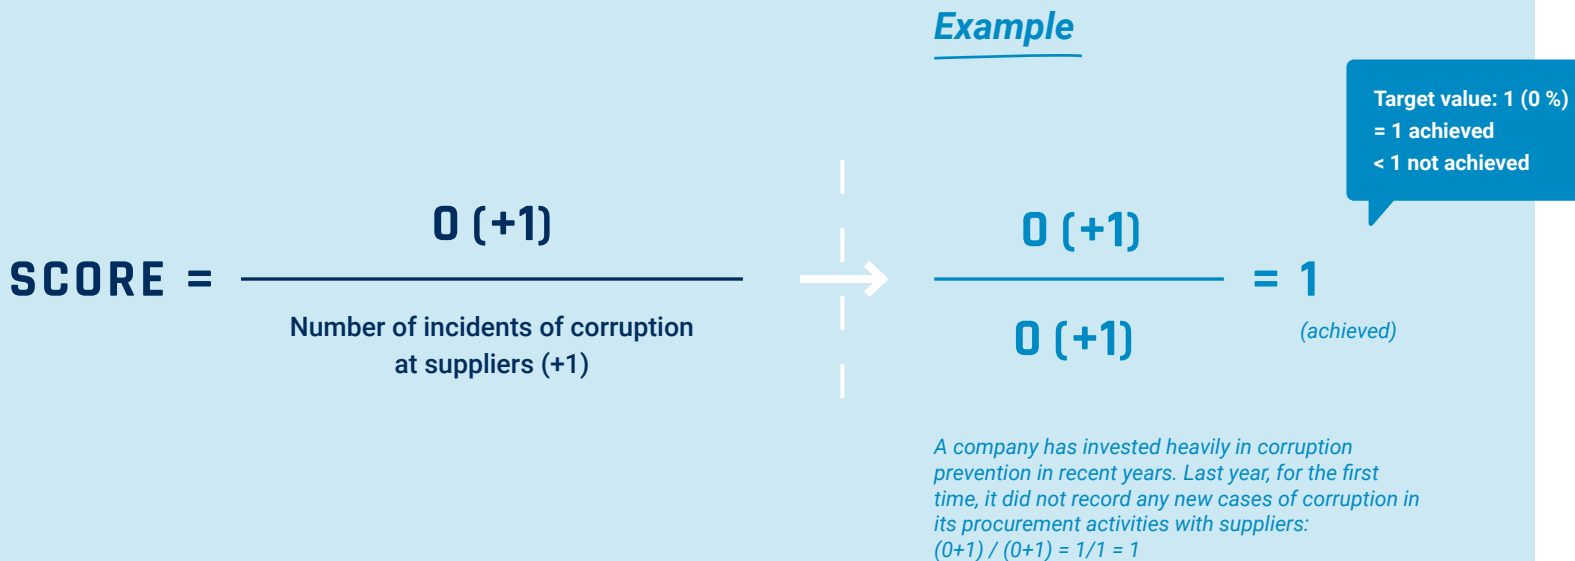 SCORE =
0 (+1)
Number of incidents of corruption
at suppliers (+1)
Example
Target value: 1 (0 %)
= 1 achieved
< 1 not achieved
0 (+1)
0 (+1)
= 1
(achieved)
A company has invested heavily in corruption
prevention in recent years. Last year, for the first
time, it did not record any new cases of corruption in
its procurement activities with suppliers:
(0+1) / (0+1) = 1/1 = 1